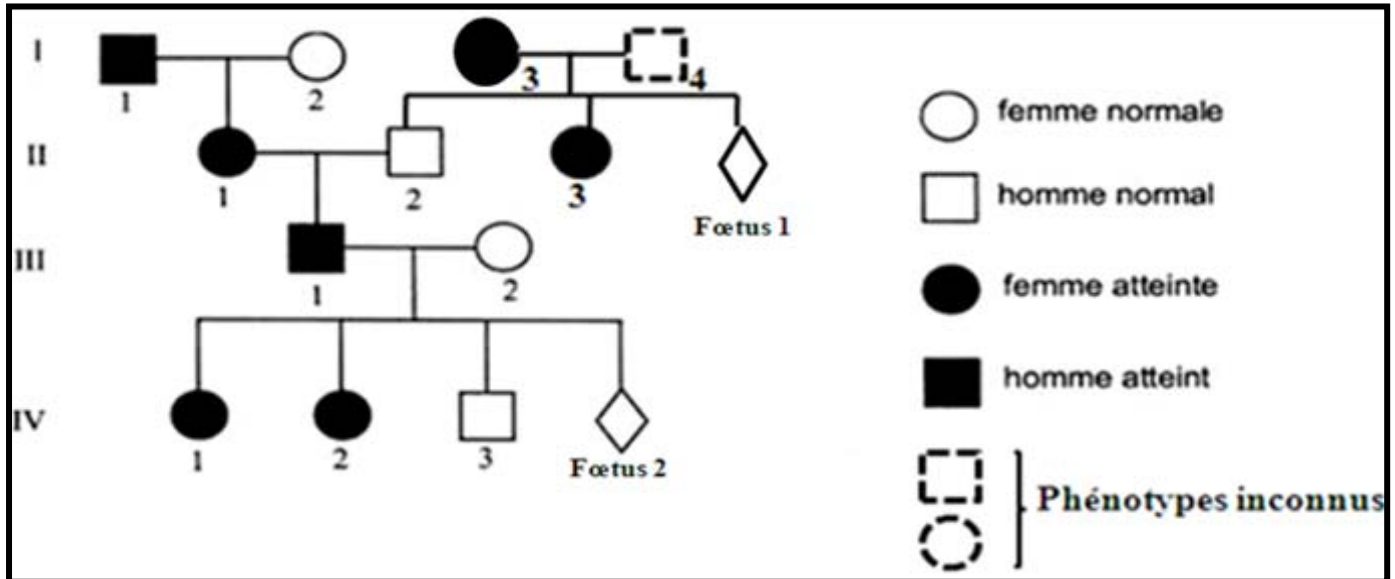 I
1
2
3
4
II
1
2
3
Fœtus 1
III
1
2
IV
1
2
3
Fœtus 2
femme normale
homme normal
femme atteinte
homme atteint
Phénotypes inconnus